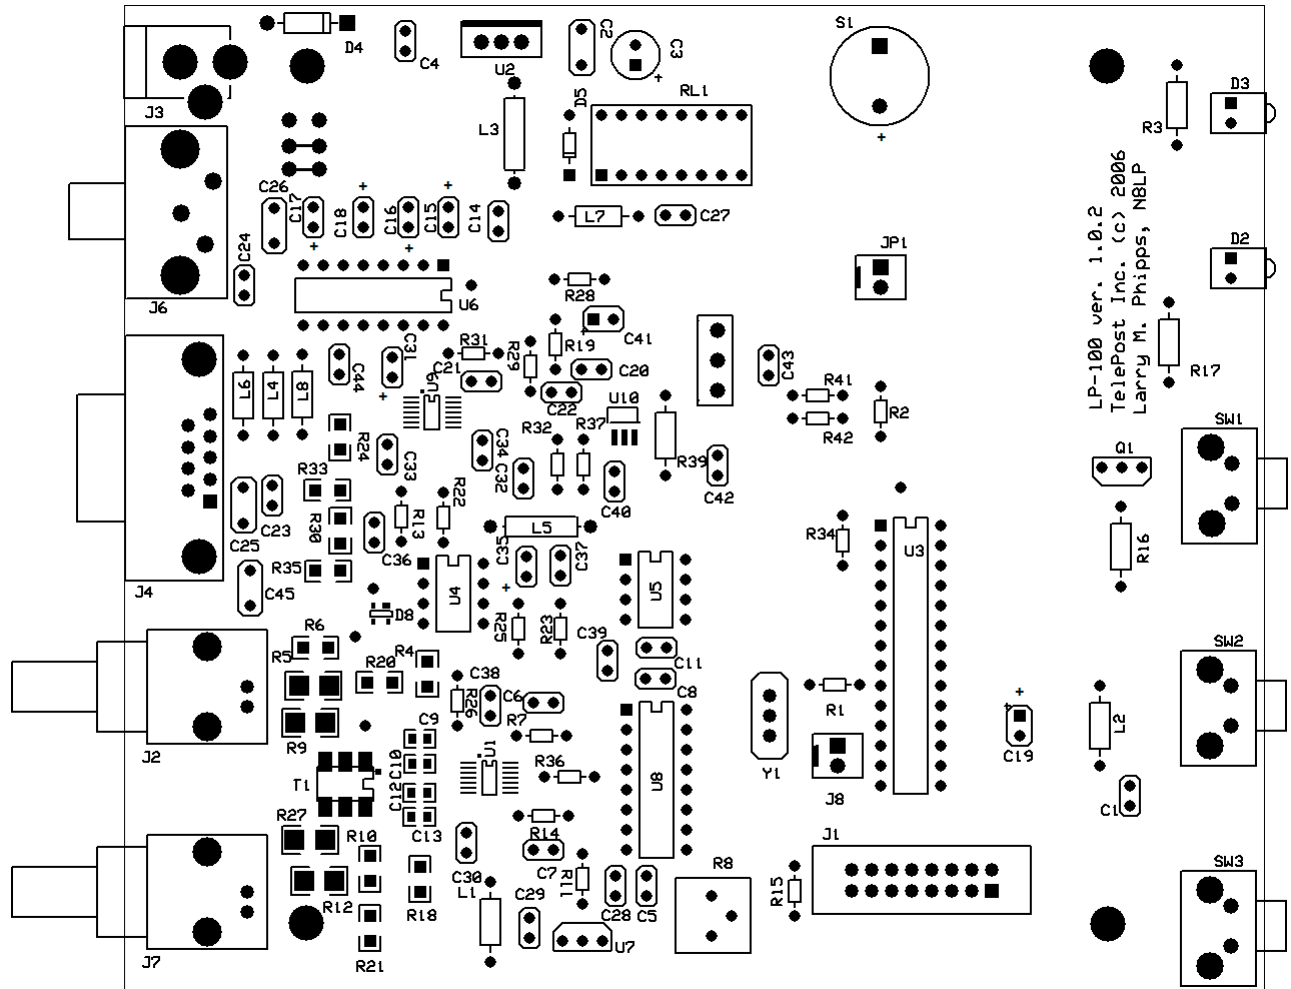 D4
C4
U2
C2
C3
+
S1
+
D3
J3
L3
D5
RL1
R3
C26
C17
+
C18
C16
+
C15
C14
+
+
L7
C27
LP-100 ver. 1.0.2
TelePost Inc. (c) 2006
Larry M. Phipps, N8LP
C24
JP1
D2
J6
U6
R28
+
C41
R31
R29
R19
C31
+
C44
C21
C20
C43
R17
L6
L4
L8
U9
C22
U10
R41
R42
R2
SW1
R24
R32
R37
R39
Q1
C34
C33
C32
C40
C42
R33
R22
R13
C23
C25
R30
C36
L5
R34
U3
R16
R35
C35
C37
J4
C45
U4
+
U5
D8
R25
R23
C39
R6
R5
R4
C11
SW2
R20
C38
C6
C8
R26
R1
+
+
C19
L2
R9
C9
R7
U1
J2
C10
R36
U8
Y1
T1
C12
J8
C1
R27
C13
R14
J1
R10
C7
C30
L1
R11
R8
SW3
R12
R18
C29
C28
C5
R15
U7
J7
R21